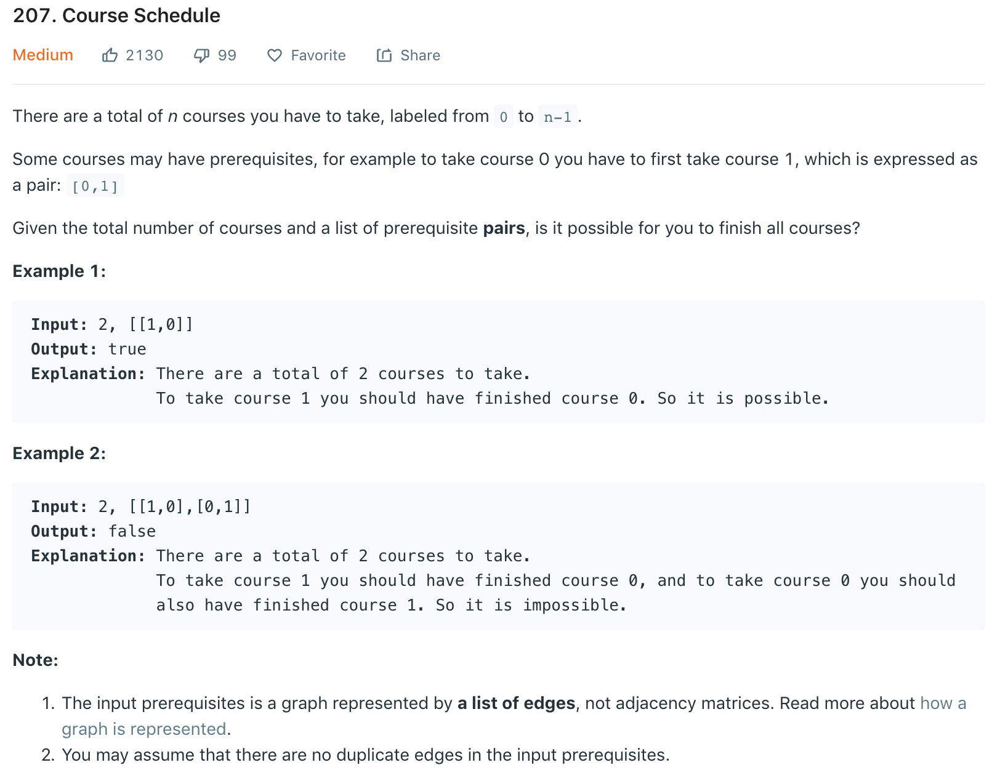 207. Course Schedule
Medium 2130 99 Favorite Share
There are a total of n courses you have to take, labeled from 0 to n-1.
Some courses may have prerequisites, for example to take course 0 you have to first take course 1, which is expressed as
a pair: [0,1]
Given the total number of courses and a list of prerequisite pairs, is it possible for you to finish all courses?
Example 1:
Input: 2, [[1,0]]
Output: true
Explanation: There are a total of 2 courses to take.
To take course 1 you should have finished course 0. So it is possible.
Example 2:
Input: 2, [[1,0],[0,1]]
Output: false
Explanation: There are a total of 2 courses to take.
To take course 1 you should have finished course 0, and to take course 0 you should
also have finished course 1. So it is impossible.
Note:
1. The input prerequisites is a graph represented by a list of edges, not adjacency matrices. Read more about how a
graph is represented.
2. You may assume that there are no duplicate edges in the input prerequisites.